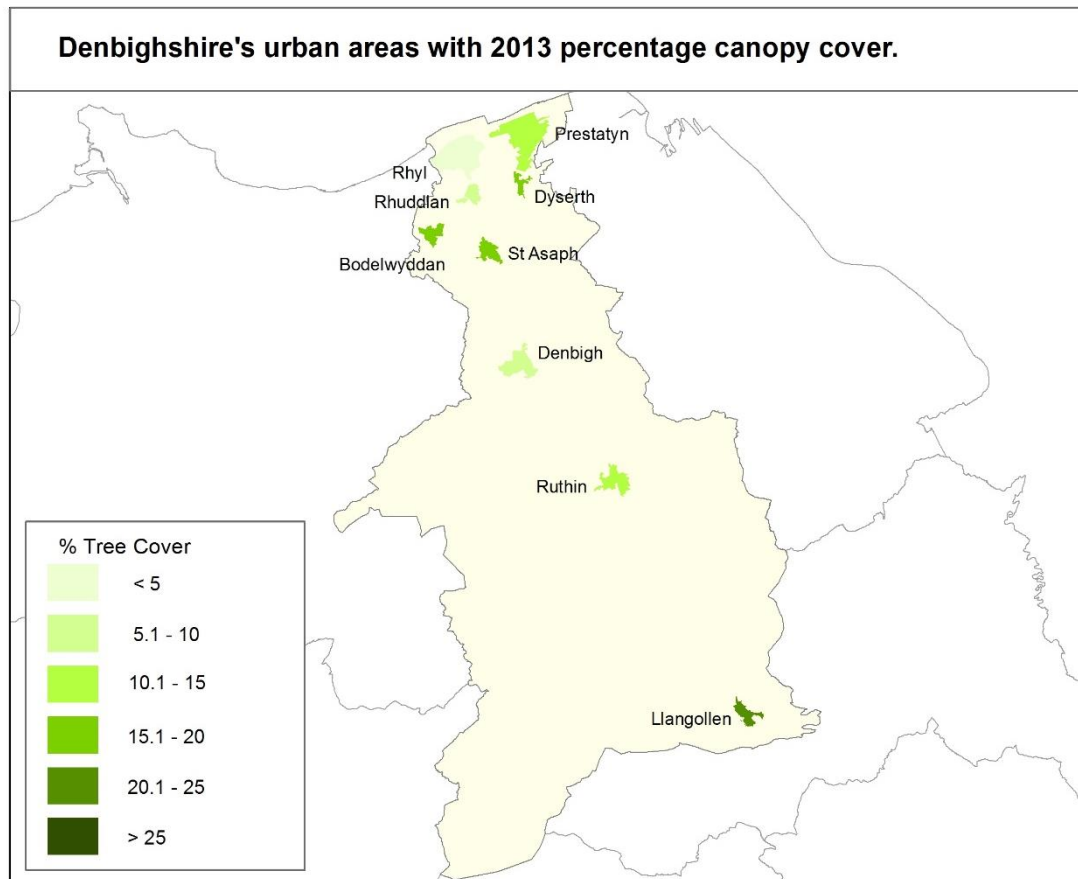 Denbighshire's urban areas with 2013 percentage canopy cover.
Prestatyn
Rhyl
Rhuddlan
Dyserth
Bodelwyddan
St Asaph
Denbigh
Ruthin
Llangollen
% Tree Cover
< 5
5.1 - 10
10.1 - 15
15.1 - 20
20.1 - 25
> 25